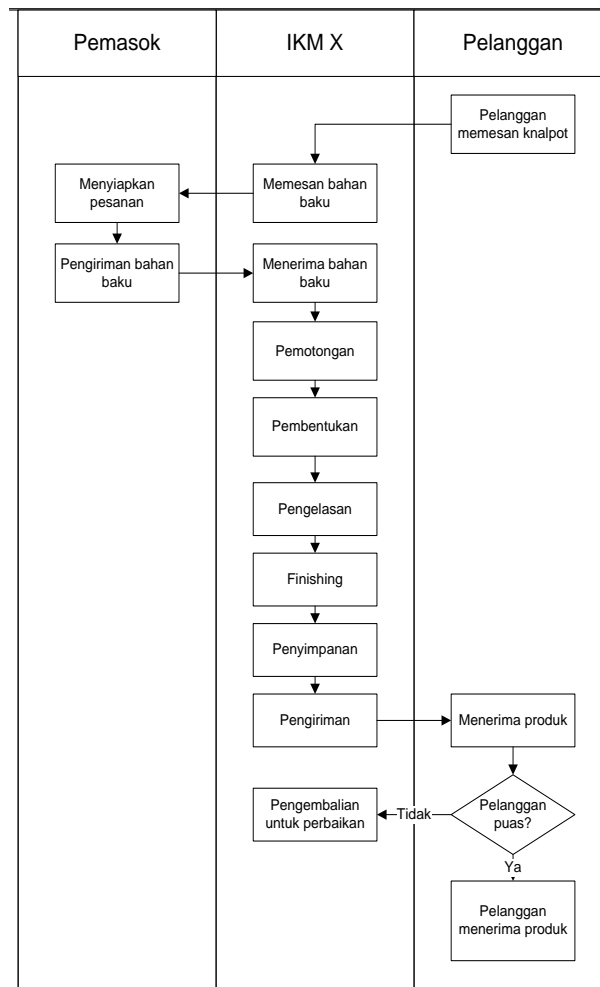 Pemasok
IKM X
Pelanggan
Pelanggan
memesan knalpot
Menyiapkan
pesanan
Memesan bahan
baku
Pengiriman bahan
baku
Menerima bahan
baku
Pemotongan
Pembentukan
Pengelasan
Finishing
Penyimpanan
Pengiriman
Menerima produk
Pengembalian
untuk perbaikan
Tidak
Pelanggan
puas?
Ya
Pelanggan
menerima produk